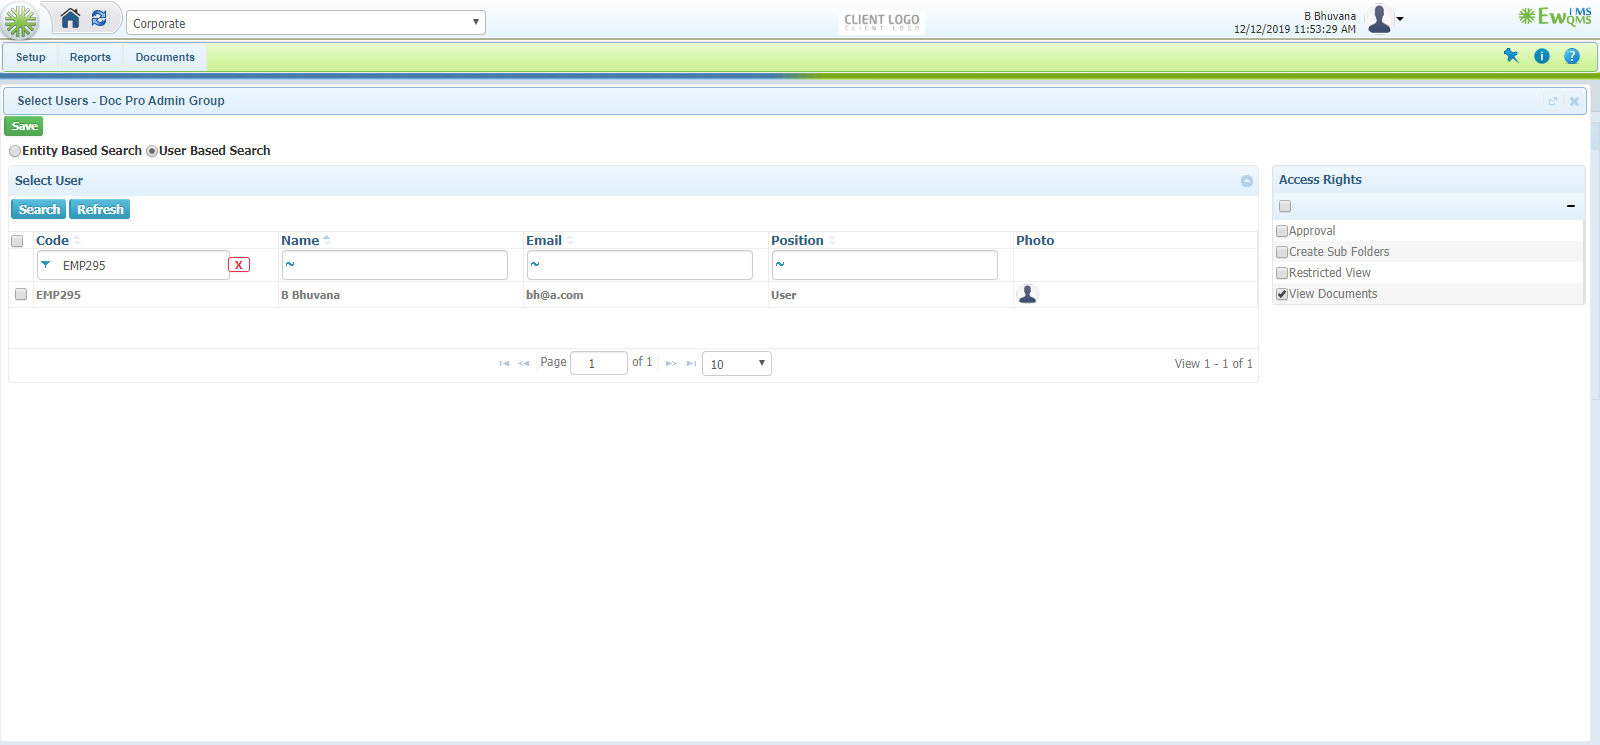 Corporate
CLIENT LOGO
CLIENT LOGO
B Bhuvana
12/12/2019 11:53:29 AM
EwIMS
QMS
Setup Reports Documents
Select Users - Doc Pro Admin Group
Save
Entity Based Search User Based Search
Select User
Search Refresh
Code Name Email Position Photo
EMP295 X ~ ~ ~
EMP295 B Bhuvana bh@a.com User
Page 1 of 1 10 View 1 - 1 of 1
Access Rights
Approval
Create Sub Folders
Restricted View
View Documents